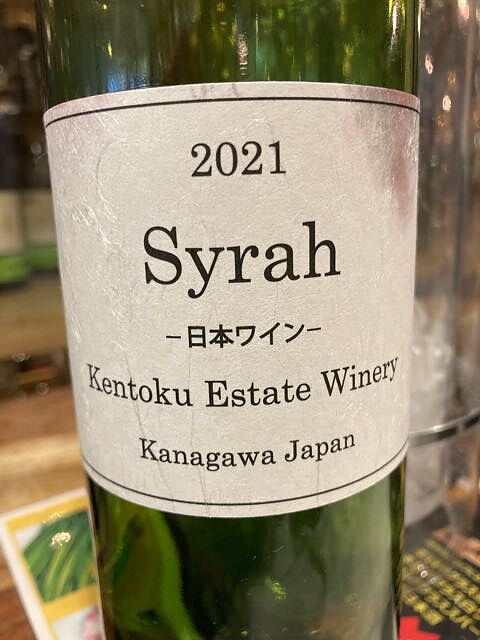 2021
Syrah
－日本ワイン－
Kentoku Estate Winery
Kanagawa Japan